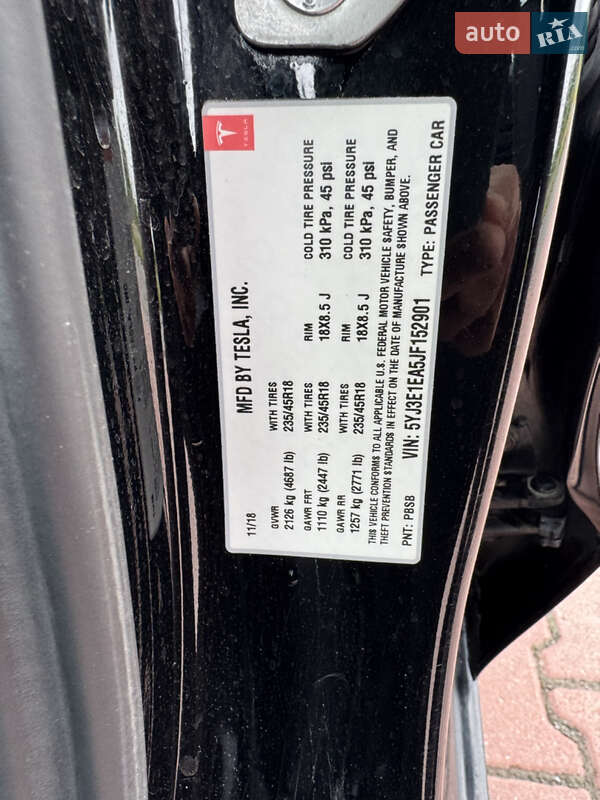 auto RIA.com
TESLA
MFD BY TESLA, INC.
11/18
GVWR WITH TIRES
2126 kg (4687 lb) 235/45R18
GAWR FRT WITH TIRES RIM COLD TIRE PRESSURE
1110 kg (2447 lb) 235/45R18 18X8.5 J 310 kPa, 45 psi
GAWR RR WITH TIRES RIM COLD TIRE PRESSURE
1257 kg (2771 lb) 235/45R18 18X8.5 J 310 kPa, 45 psi
THIS VEHICLE CONFORMS TO ALL APPLICABLE U.S. FEDERAL MOTOR VEHICLE SAFETY, BUMPER, AND
THEFT PREVENTION STANDARDS IN EFFECT ON THE DATE OF MANUFACTURE SHOWN ABOVE.
PNT: PBSB VIN: 5YJ3E1EA5JF152901 TYPE: PASSENGER CAR